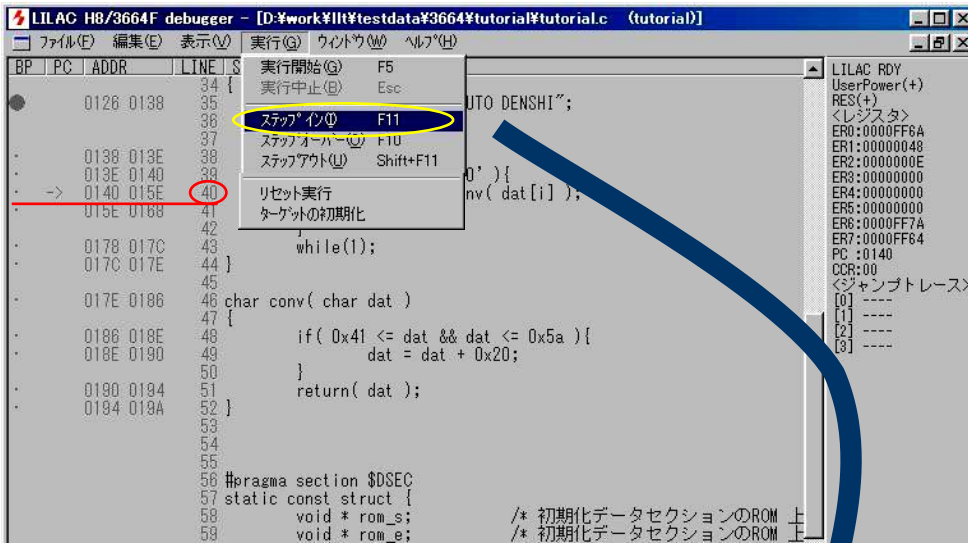 LILAC H8/3664F debugger - [D:¥work¥llt¥testdata¥3664¥tutorial¥tutorial.c (tutorial)]
ファイル(F) 編集(E) 表示(V) 実行(G) ウィンドウ(W) ヘルプ(H)
BP PC ADDR LINE S
実行開始(G) F5
実行中止(B) Esc
ステップイン(I) F11
ステップオーバー(O) F10
ステップアウト(U) Shift+F11
リセット実行
ターゲットの初期化
34 {
0126 0138 35 UTO DENSHI";
36
37
0138 013E 38
013E 0140 39 0' ){
-> 0140 015E 40 nv( dat[i] );
015E 0168 41
42 }
0178 017C 43 while(1);
017C 017E 44 }
45
017E 0186 46 char conv( char dat )
47 {
0186 018E 48 if( 0x41 <= dat && dat <= 0x5a ){
018E 0190 49 dat = dat + 0x20;
50 }
0190 0194 51 return( dat );
0194 019A 52 }
53
54
55
56 #pragma section $DSEC
57 static const struct {
58 void * rom_s; /* 初期化データセクションのROM 上
59 void * rom_e; /* 初期化データセクションのROM 上
LILAC RDY
UserPower(+)
RES(+)
<レジスタ>
ER0:0000FF6A
ER1:00000048
ER2:0000000E
ER3:00000000
ER4:00000000
ER5:00000000
ER6:0000FF7A
ER7:0000FF64
PC :0140
CCR:00
<ジャンプトレース>
[0] ----
[1] ----
[2] ----
[3] ----